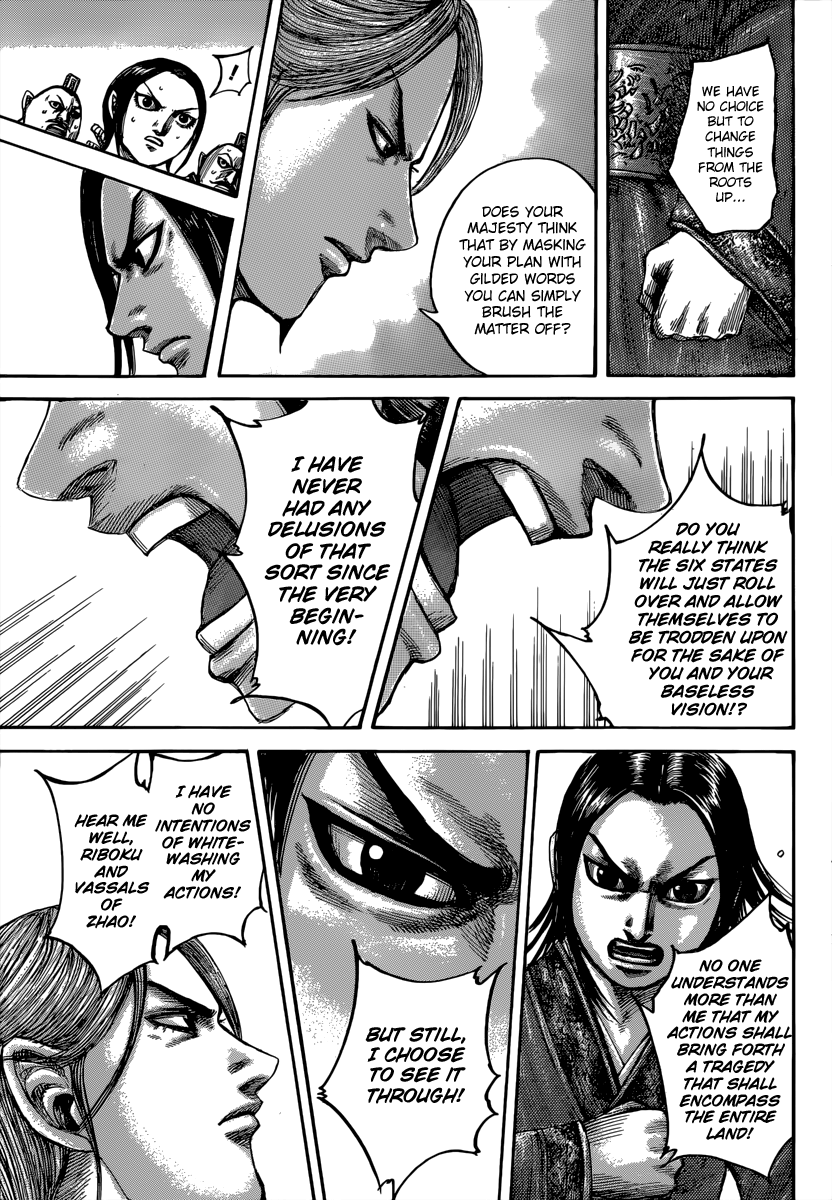 WE HAVE
NO CHOICE
BUT TO
CHANGE
THINGS
FROM THE
ROOTS
UP...
DOES YOUR
MAJESTY THINK
THAT BY MASKING
YOUR PLAN WITH
GILDED WORDS
YOU CAN SIMPLY
BRUSH THE
MATTER OFF?
!
DO YOU
REALLY THINK
THE SIX STATES
WILL JUST ROLL
OVER AND ALLOW
THEMSELVES TO
BE TRODDEN UPON
FOR THE SAKE OF
YOU AND YOUR
BASELESS
VISION!?
I HAVE
NEVER
HAD ANY
DELUSIONS
OF THAT
SORT SINCE
THE VERY
BEGIN-
NING!
NO ONE
UNDERSTANDS
MORE THAN
ME THAT MY
ACTIONS SHALL
BRING FORTH
A TRAGEDY
THAT SHALL
ENCOMPASS
THE ENTIRE
LAND!
BUT STILL,
I CHOOSE
TO SEE IT
THROUGH!
I HAVE
NO
INTENTIONS
OF WHITE-
WASHING
MY
ACTIONS!
HEAR ME
WELL,
RIBOKU
AND
VASSALS
OF
ZHAO!